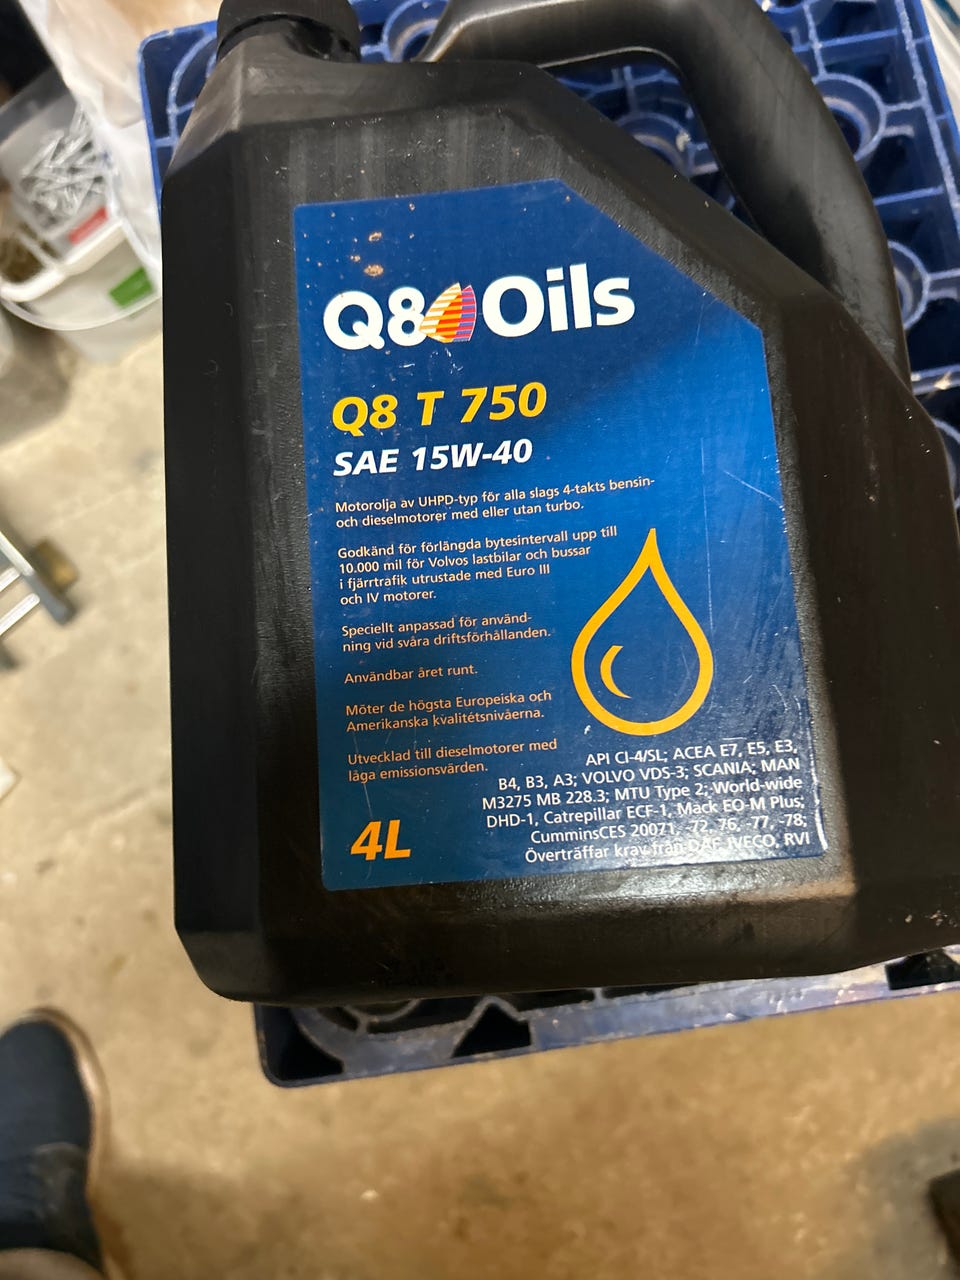 Q8 Oils
Q8 T 750
SAE 15W-40
Motorolja av UHPD-typ för alla slags 4-takts bensin-
och dieselmotorer med eller utan turbo.
Godkänd för förlängda bytesintervall upp till
10.000 mil för Volvos lastbilar och bussar
i fjärrtrafik utrustade med Euro III
och IV motorer.
Speciellt anpassad för använd-
ning vid svåra driftsförhållanden.
Användbar året runt.
Möter de högsta Europeiska och
Amerikanska kvalitétsnivåerna.
Utvecklad till dieselmotorer med
låga emissionsvärden.
API CI-4/SL; ACEA E7, E5, E3,
B4, B3, A3; VOLVO VDS-3; SCANIA; MAN
M3275 MB 228.3; MTU Type 2; World-wide
DHD-1, Catrepillar ECF-1, Mack EO-M Plus;
CumminsCES 20071, -72, 76, -77, -78;
Överträffar krav från DAF, IVECO, RVI
4L